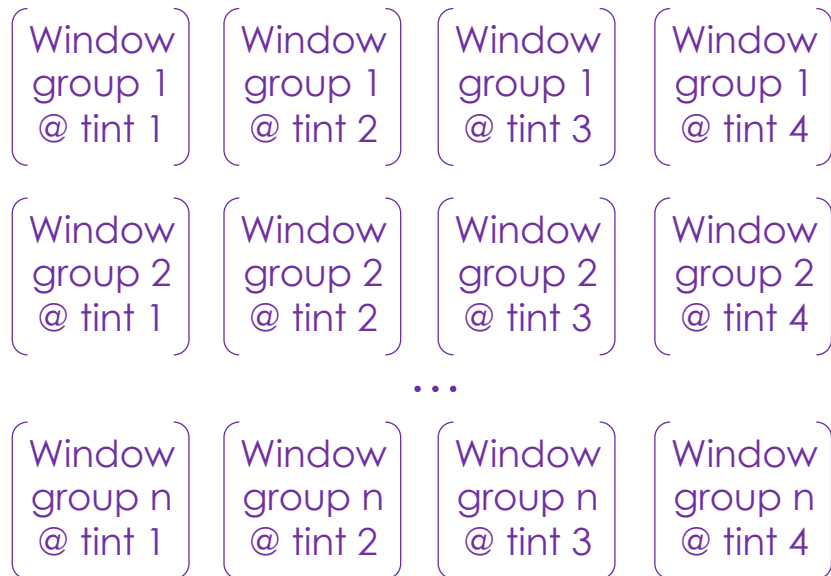 Window
group 1
@ tint 1
Window
group 1
@ tint 2
Window
group 1
@ tint 3
Window
group 1
@ tint 4
Window
group 2
@ tint 1
Window
group 2
@ tint 2
Window
group 2
@ tint 3
Window
group 2
@ tint 4
...
Window
group n
@ tint 1
Window
group n
@ tint 2
Window
group n
@ tint 3
Window
group n
@ tint 4